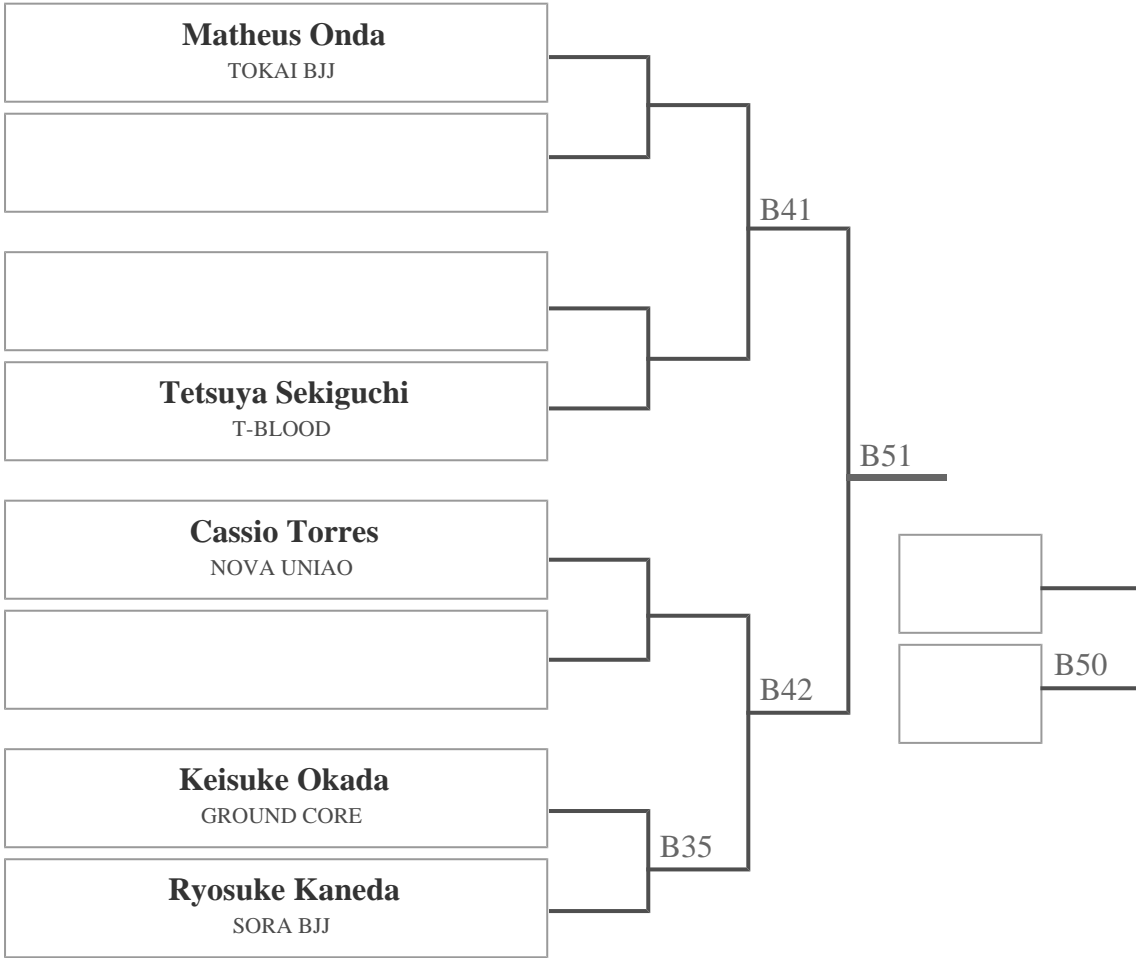 Matheus Onda
TOKAI BJJ
B41
Tetsuya Sekiguchi
T-BLOOD
B51
Cassio Torres
NOVA UNIAO
B50
B42
Keisuke Okada
GROUND CORE
B35
Ryosuke Kaneda
SORA BJJ